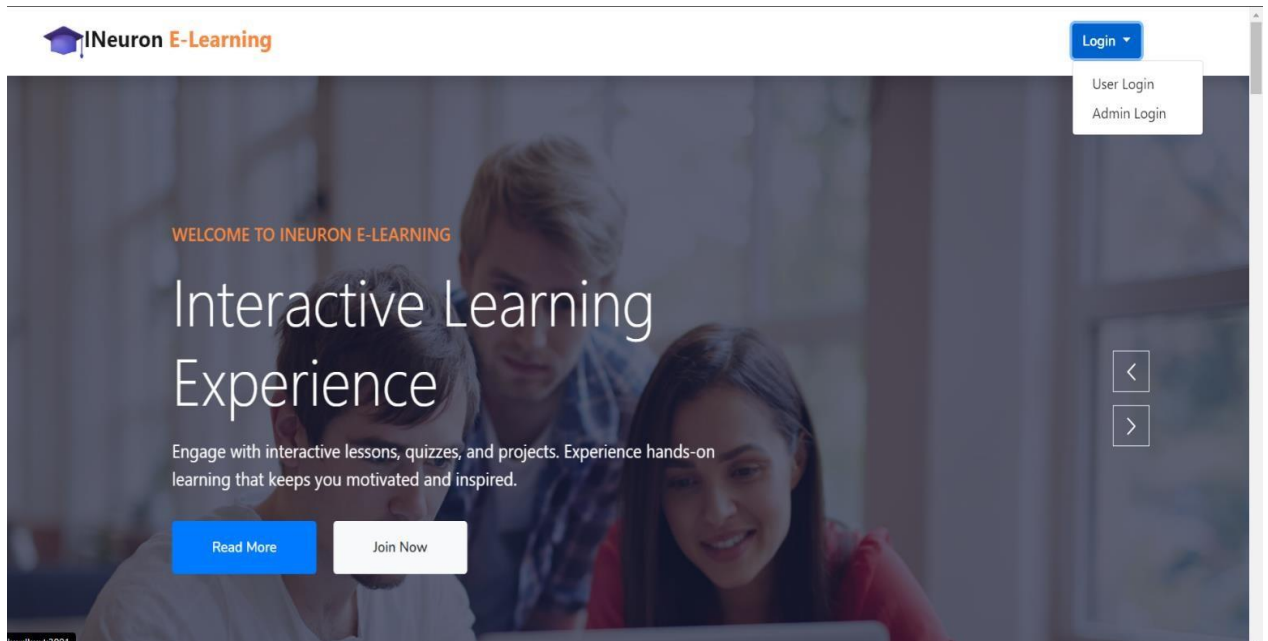 INeuron E-Learning
Login
User Login
Admin Login
WELCOME TO INEURON E-LEARNING
Interactive Learning
Experience
Engage with interactive lessons, quizzes, and projects. Experience hands-on
learning that keeps you motivated and inspired.
Read More
Join Now